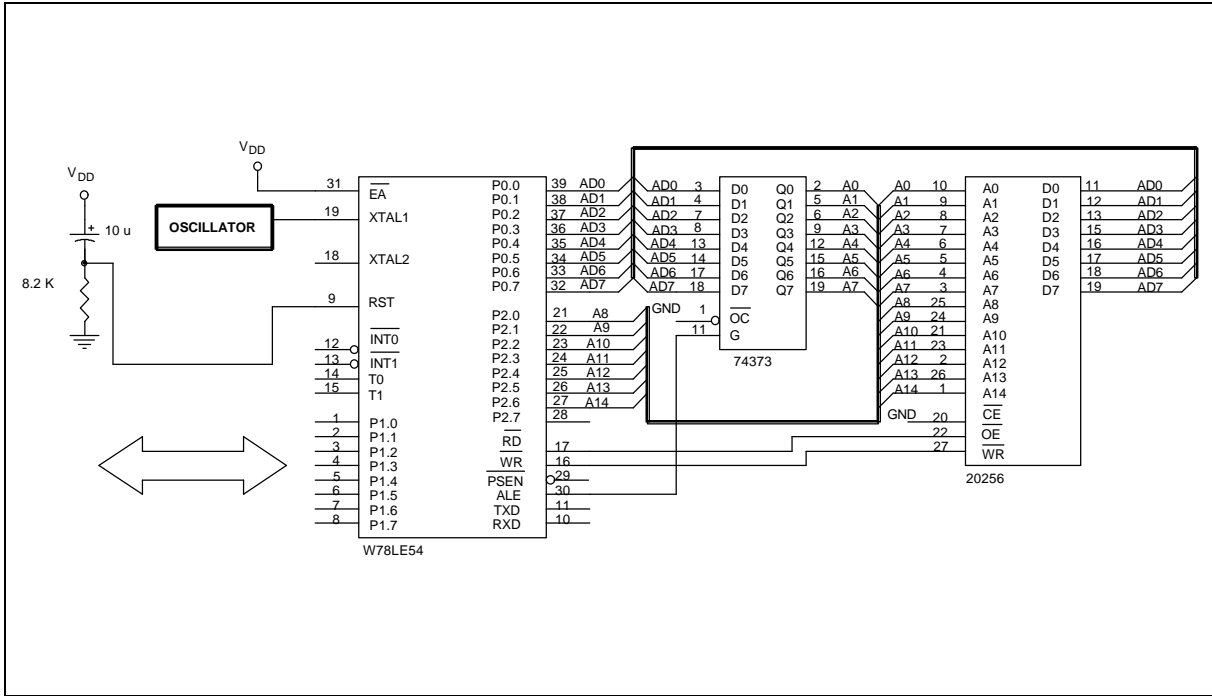 VDD
VDD
10 u
+
8.2 K
OSCILLATOR
31 EA
19 XTAL1
18 XTAL2
9 RST
12 INT0
13 INT1
14 T0
15 T1
1 P1.0
2 P1.1
3 P1.2
4 P1.3
5 P1.4
6 P1.5
7 P1.6
8 P1.7
P0.0 39 AD0
P0.1 38 AD1
P0.2 37 AD2
P0.3 36 AD3
P0.4 35 AD4
P0.5 34 AD5
P0.6 33 AD6
P0.7 32 AD7
P2.0 21 A8
P2.1 22 A9
P2.2 23 A10
P2.3 24 A11
P2.4 25 A12
P2.5 26 A13
P2.6 27 A14
P2.7 28
RD 17
WR 16
PSEN 29
ALE 30
TXD 11
RXD 10
W78LE54
AD0 3 D0 Q0 2 A0
AD1 4 D1 Q1 5 A1
AD2 7 D2 Q2 6 A2
AD3 8 D3 Q3 9 A3
AD4 13 D4 Q4 12 A4
AD5 14 D5 Q5 15 A5
AD6 17 D6 Q6 16 A6
AD7 18 D7 Q7 19 A7
GND 1 OC
11 G
74373
A0 10 A0 D0 11 AD0
A1 9 A1 D1 12 AD1
A2 8 A2 D2 13 AD2
A3 7 A3 D3 15 AD3
A4 6 A4 D4 16 AD4
A5 5 A5 D5 17 AD5
A6 4 A6 D6 18 AD6
A7 3 A7 D7 19 AD7
A8 25 A8
A9 24 A9
A10 21 A10
A11 23 A11
A12 2 A12
A13 26 A13
A14 1 A14
GND 20 CE
22 OE
27 WR
20256